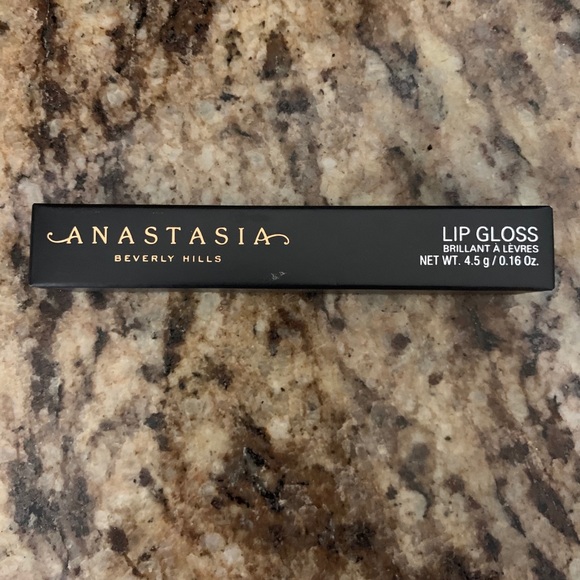 ANASTASIA
BEVERLY HILLS
LIP GLOSS
BRILLANT À LÈVRES
NET WT. 4.5 g / 0.16 Oz.